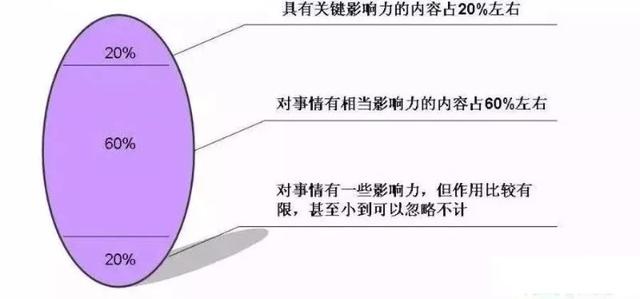 具有关键影响力的内容占20%左右
20%
对事情有相当影响力的内容占60%左右
60%
对事情有一些影响力，但作用比较有
限，甚至小到可以忽略不计
20%